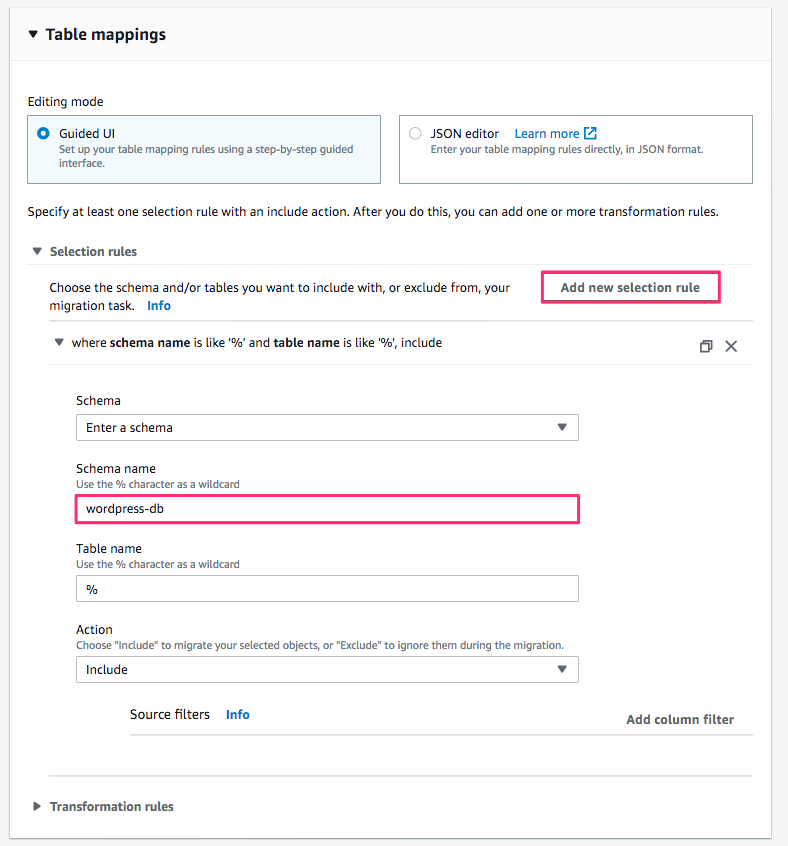 Table mappings
Editing mode
Guided UI
Set up your table mapping rules using a step-by-step guided
interface.
JSON editor Learn more
Enter your table mapping rules directly, in JSON format.
Specify at least one selection rule with an include action. After you do this, you can add one or more transformation rules.
Selection rules
Choose the schema and/or tables you want to include with, or exclude from, your
migration task. Info
Add new selection rule
where schema name is like '%' and table name is like '%', include
Schema
Enter a schema
Schema name
Use the % character as a wildcard
wordpress-db
Table name
Use the % character as a wildcard
%
Action
Choose "Include" to migrate your selected objects, or "Exclude" to ignore them during the migration.
Include
Source filters Info
Add column filter
Transformation rules